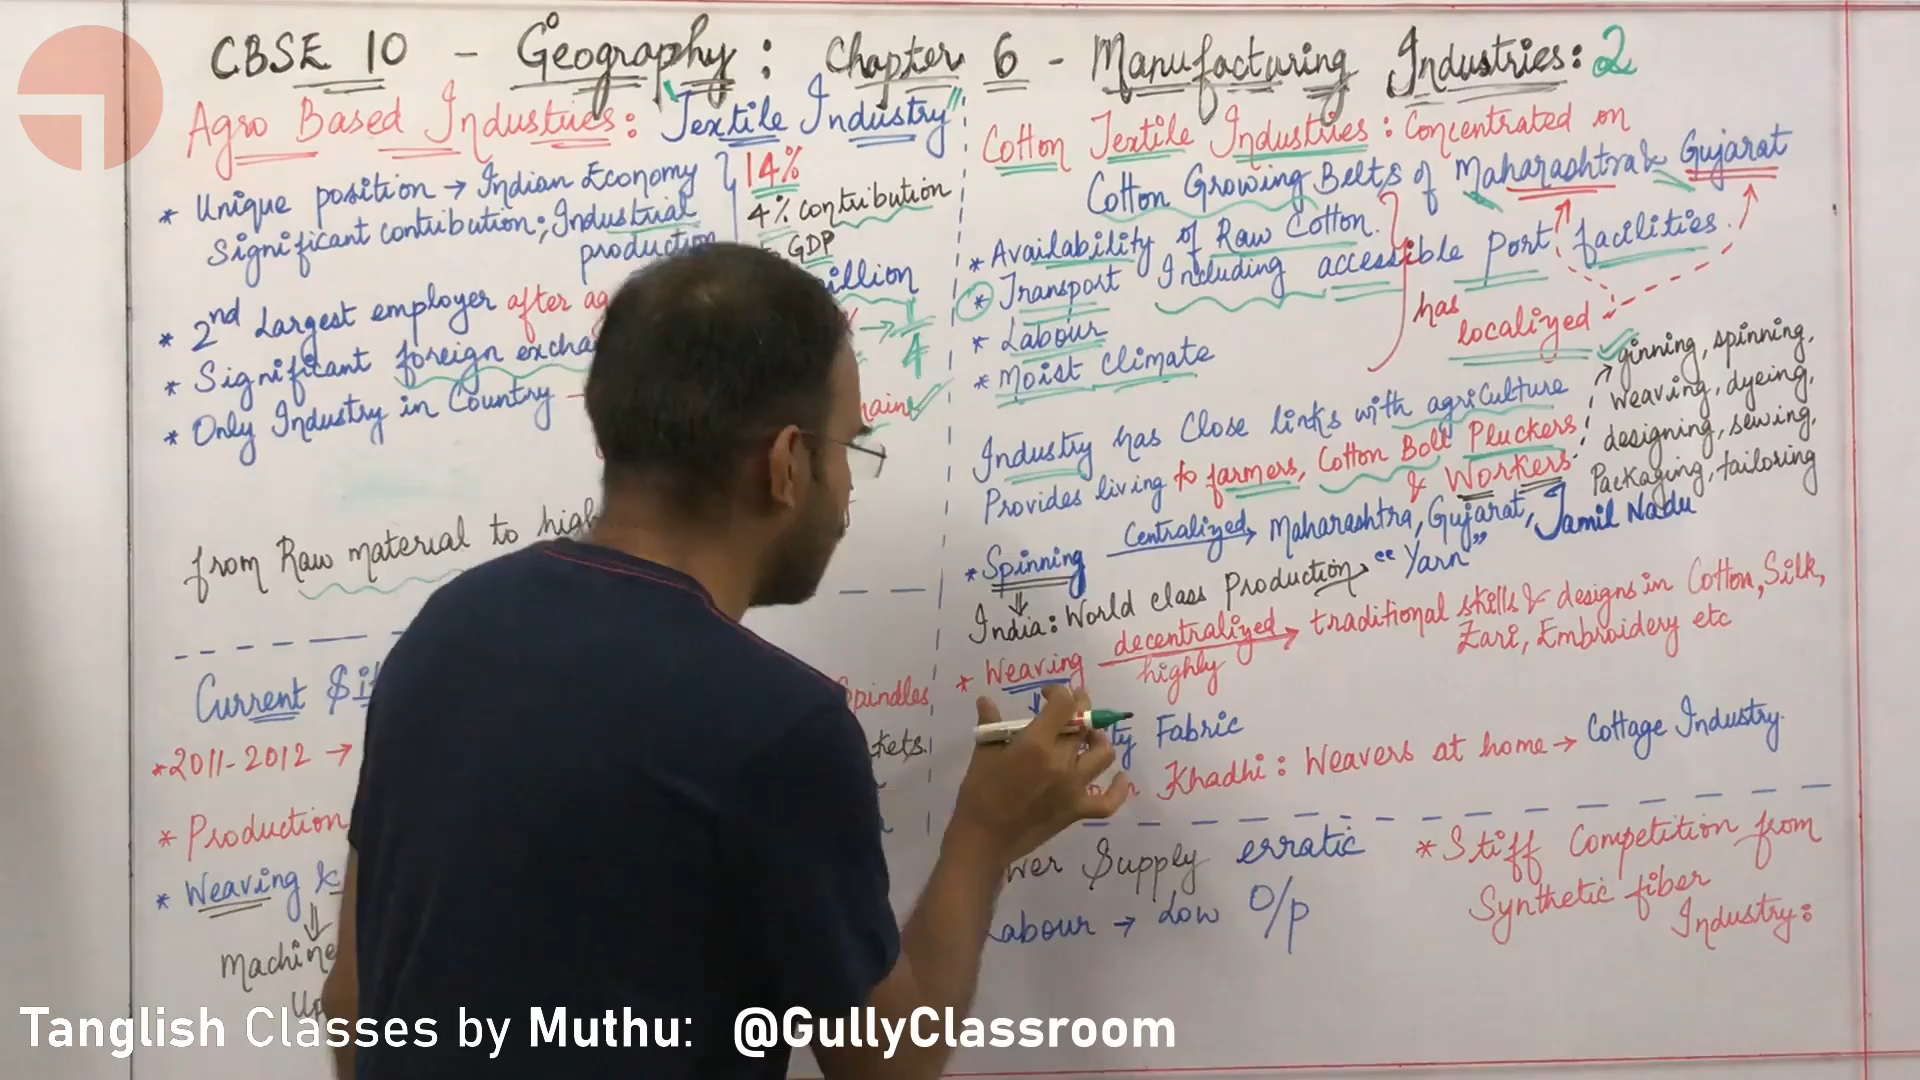 CBSE 10 - Geography: Chapter 6 - Manufacturing Industries: 2
Agro Based Industries: Textile Industry"
* Unique position → Indian Economy
Significant contribution; Industrial
production
14%
4% contribution
GDP
* 2nd Largest employer after
* Significant foreign
1
4
* Only Industry in Country
from Raw material to
Current
Spindles,
* 2011-2012 →
* Production
* Weaving
Machine
Cotton Textile Industries: Concentrated on
Cotton Growing Belts of Maharashtra & Gujarat
* Availability of Raw Cotton.
* Transport Including accessible port facilities.
* Labour
* Moist Climate
has
localized
Industry has Close links with agriculture
Provides living to farmers, Cotton Boll Pluckers
& Workers
ginning, spinning,
weaving, dyeing,
designing, sewing,
Packaging, tailoring
* Spinning centralized → Maharashtra, Gujarat, Tamil Nadu
India: World class Production → "Yarn"
* Weaving decentralized → traditional skills & designs in Cotton, Silk,
highly
Zari, Embroidery etc
Fabric
Khadhi: Weavers at home → Cottage Industry.
Supply erratic
Labour → Low O/p
* Stiff Competition from
Synthetic fiber
Industry:
Tanglish Classes by Muthu: @GullyClassroom